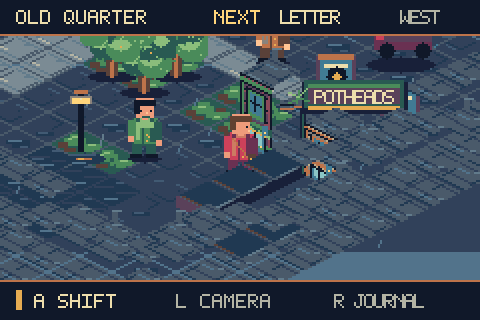 OLD QUARTER NEXT LETTER WEST
POTHEADS
A SHIFT L CAMERA R JOURNAL